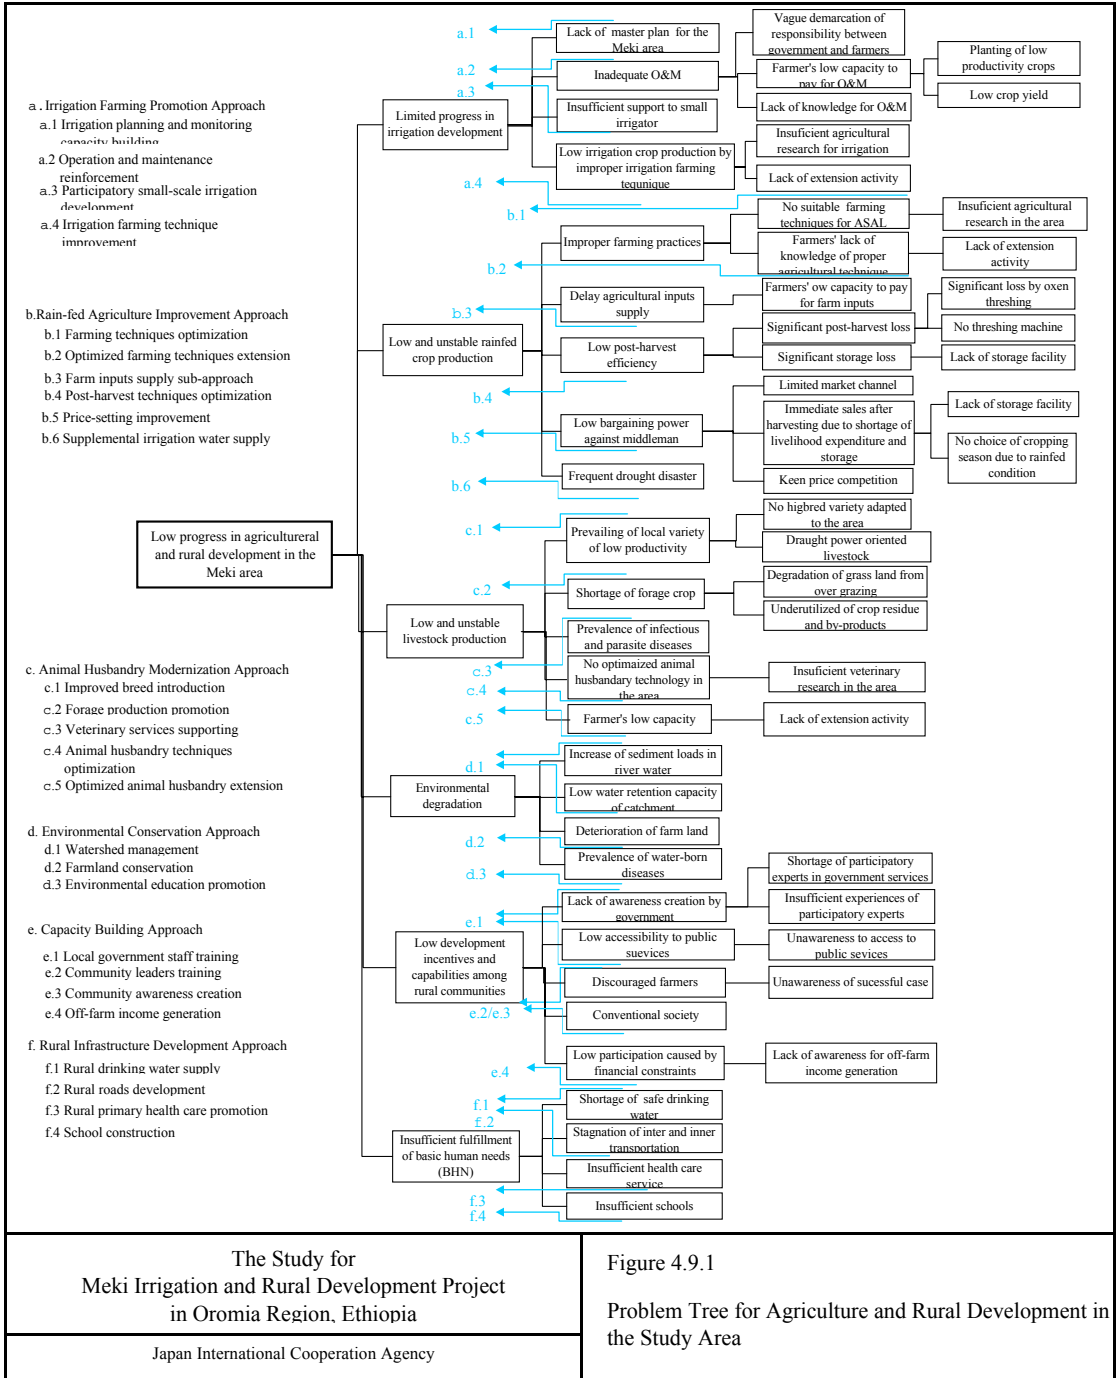 a . Irrigation Farming Promotion Approach
a.1 Irrigation planning and monitoring
capacity building
a.2 Operation and maintenance
reinforcement
a.3 Participatory small-scale irrigation
development
a.4 Irrigation farming technique
improvement
b.Rain-fed Agriculture Improvement Approach
b.1 Farming techniques optimization
b.2 Optimized farming techniques extension
b.3 Farm inputs supply sub-approach
b.4 Post-harvest techniques optimization
b.5 Price-setting improvement
b.6 Supplemental irrigation water supply
Low progress in agricultureral
and rural development in the
Meki area
c. Animal Husbandry Modernization Approach
c.1 Improved breed introduction
c.2 Forage production promotion
c.3 Veterinary services supporting
c.4 Animal husbandry techniques
optimization
c.5 Optimized animal husbandry extension
d. Environmental Conservation Approach
d.1 Watershed management
d.2 Farmland conservation
d.3 Environmental education promotion
e. Capacity Building Approach
e.1 Local government staff training
e.2 Community leaders training
e.3 Community awareness creation
e.4 Off-farm income generation
f. Rural Infrastructure Development Approach
f.1 Rural drinking water supply
f.2 Rural roads development
f.3 Rural primary health care promotion
f.4 School construction
Limited progress in
irrigation development
a.1
a.2
a.3
a.4
Lack of master plan for the
Meki area
Inadequate O&M
Insufficient support to small
irrigator
Low irrigation crop production by
improper irrigation farming
tequnique
Vague demarcation of
responsibility between
government and farmers
Farmer's low capacity to
pay for O&M
Lack of knowledge for O&M
Planting of low
productivity crops
Low crop yield
Insuficient agricultural
research for irrigation
Lack of extension activity
Low and unstable rainfed
crop production
b.1
b.2
b.3
b.4
b.5
b.6
Improper farming practices
No suitable farming
techniques for ASAL
Insuficient agricultural
research in the area
Farmers' lack of
knowledge of proper
agricultural technique
Lack of extension
activity
Delay agricultural inputs
supply
Farmers' ow capacity to pay
for farm inputs
Low post-harvest
efficiency
Significant post-harvest loss
Significant loss by oxen
threshing
No threshing machine
Significant storage loss
Lack of storage facility
Low bargaining power
against middleman
Limited market channel
Immediate sales after
harvesting due to shortage of
livelihood expenditure and
storage
Lack of storage facility
No choice of cropping
season due to rainfed
condition
Keen price competition
Frequent drought disaster
Low and unstable
livestock production
c.1
c.2
c.3
c.4
c.5
Prevailing of local variety
of low productivity
No higbred variety adapted
to the area
Draught power oriented
livestock
Shortage of forage crop
Degradation of grass land from
over grazing
Underutilized of crop residue
and by-products
Prevalence of infectious
and parasite diseases
No optimaized animal
husbandary technology in
the area
Insuficient veterinary
research in the area
Farmer's low capacity
Lack of extension activity
Environmental
degradation
d.1
d.2
d.3
Increase of sediment loads in
river water
Low water retention capacity
of catchment
Deterioration of farm land
Prevalence of water-born
diseases
Low development
incentives and
capabilities among
rural communities
e.1
e.2/e.3
e.4
Lack of awareness creation by
government
Shortage of participatory
experts in government services
Insufficient experiences of
participatory experts
Low accessibility to public
suevices
Unawareness to access to
public sevices
Discouraged farmers
Unawareness of sucessful case
Conventional society
Low participation caused by
financial constraints
Lack of awareness for off-farm
income generation
Insufficient fulfillment
of basic human needs
(BHN)
f.1
f.2
f.3
f.4
Shortage of safe drinking
water
Stagnation of inter and inner
transportation
Insufficient health care
service
Insufficient schools
The Study for
Meki Irrigation and Rural Development Project
in Oromia Region, Ethiopia
Japan International Cooperation Agency
Figure 4.9.1
Problem Tree for Agriculture and Rural Development in
the Study Area